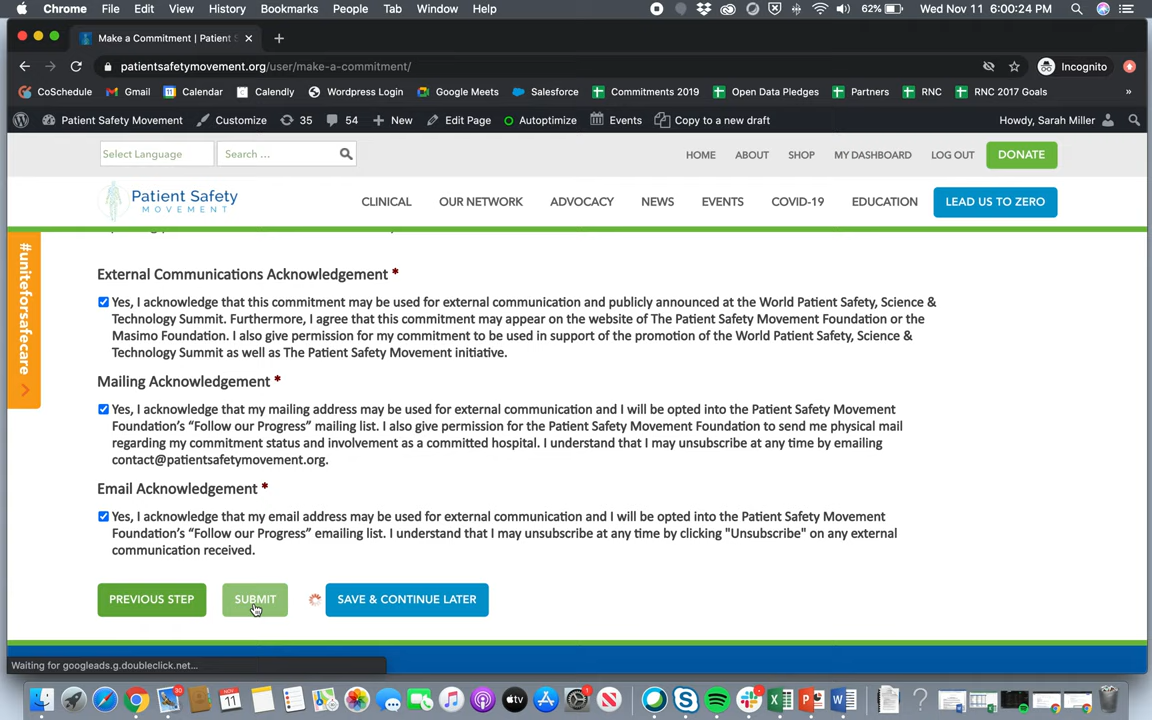 Chrome File Edit View History Bookmarks People Tab Window Help 62% Wed Nov 11 6:00:24 PM
Make a Commitment | Patient S
patientsafetymovement.org/user/make-a-commitment/ Incognito
CoSchedule Gmail Calendar Calendly Wordpress Login Google Meets Salesforce Commitments 2019 Open Data Pledges Partners RNC RNC 2017 Goals »
Patient Safety Movement Customize 35 54 New Edit Page Autoptimize Events Copy to a new draft Howdy, Sarah Miller
Select Language Search ... HOME ABOUT SHOP MY DASHBOARD LOG OUT DONATE
Patient Safety
MOVEMENT
CLINICAL OUR NETWORK ADVOCACY NEWS EVENTS COVID-19 EDUCATION LEAD US TO ZERO
#uniteforsafecare
External Communications Acknowledgement *
Yes, I acknowledge that this commitment may be used for external communication and publicly announced at the World Patient Safety, Science &
Technology Summit. Furthermore, I agree that this commitment may appear on the website of The Patient Safety Movement Foundation or the
Masimo Foundation. I also give permission for my commitment to be used in support of the promotion of the World Patient Safety, Science &
Technology Summit as well as The Patient Safety Movement initiative.
Mailing Acknowledgement *
Yes, I acknowledge that my mailing address may be used for external communication and I will be opted into the Patient Safety Movement
Foundation’s “Follow our Progress” mailing list. I also give permission for the Patient Safety Movement Foundation to send me physical mail
regarding my commitment status and involvement as a committed hospital. I understand that I may unsubscribe at any time by emailing
contact@patientsafetymovement.org.
Email Acknowledgement *
Yes, I acknowledge that my email address may be used for external communication and I will be opted into the Patient Safety Movement
Foundation’s “Follow our Progress” emailing list. I understand that I may unsubscribe at any time by clicking "Unsubscribe" on any external
communication received.
PREVIOUS STEP SUBMIT SAVE & CONTINUE LATER
Waiting for googleads.g.doubleclick.net...